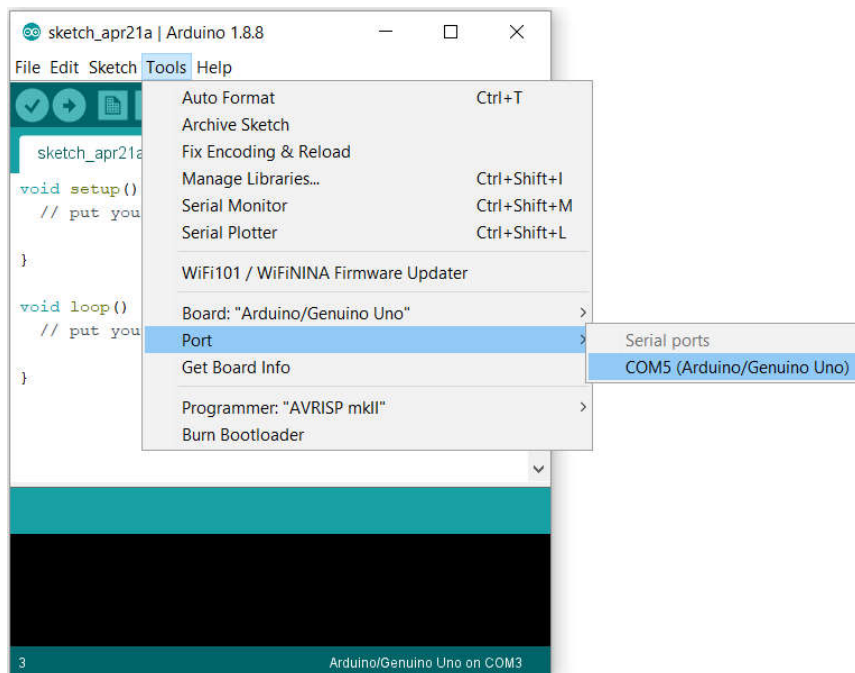 sketch_apr21a | Arduino 1.8.8
File Edit Sketch Tools Help
Auto Format Ctrl+T
Archive Sketch
sketch_apr21a
Fix Encoding & Reload
Manage Libraries... Ctrl+Shift+I
void setup()
Serial Monitor Ctrl+Shift+M
// put you
Serial Plotter Ctrl+Shift+L
}
WiFi101 / WiFiNINA Firmware Updater
void loop()
Board: "Arduino/Genuino Uno"
// put you
Port
Serial ports
Get Board Info
COM5 (Arduino/Genuino Uno)
}
Programmer: "AVRISP mkII"
Burn Bootloader
3 Arduino/Genuino Uno on COM3